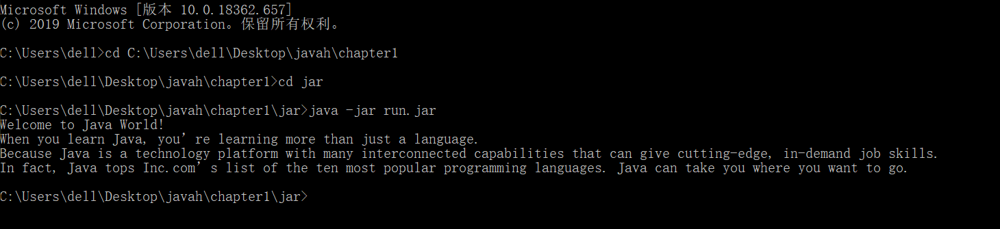 Microsoft Windows [版本 10.0.18362.657]
(c) 2019 Microsoft Corporation。保留所有权利。
C:\Users\dell>cd C:\Users\dell\Desktop\javah\chapter1
C:\Users\dell\Desktop\javah\chapter1>cd jar
C:\Users\dell\Desktop\javah\chapter1\jar>java -jar run.jar
Welcome to Java World!
When you learn Java, you’re learning more than just a language.
Because Java is a technology platform with many interconnected capabilities that can give cutting-edge, in-demand job skills.
In fact, Java tops Inc.com’s list of the ten most popular programming languages. Java can take you where you want to go.
C:\Users\dell\Desktop\javah\chapter1\jar>